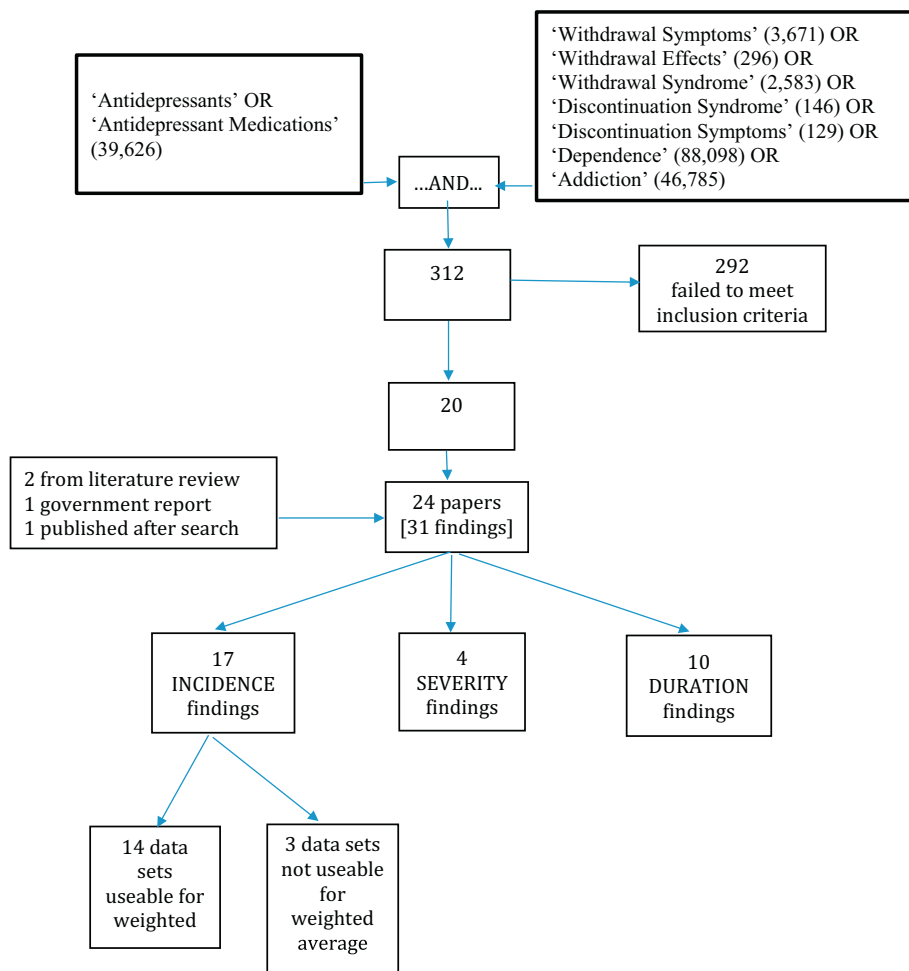 ‘Antidepressants’ OR
‘Antidepressant Medications’
(39,626)
‘Withdrawal Symptoms’ (3,671) OR
‘Withdrawal Effects’ (296) OR
‘Withdrawal Syndrome’ (2,583) OR
‘Discontinuation Syndrome’ (146) OR
‘Discontinuation Symptoms’ (129) OR
‘Dependence’ (88,098) OR
‘Addiction’ (46,785)
...AND...
312
292
failed to meet
inclusion criteria
20
2 from literature review
1 government report
1 published after search
24 papers
[31 findings]
17
INCIDENCE
findings
4
SEVERITY
findings
10
DURATION
findings
14 data
sets
useable for
weighted
3 data sets
not useable
for
weighted
average